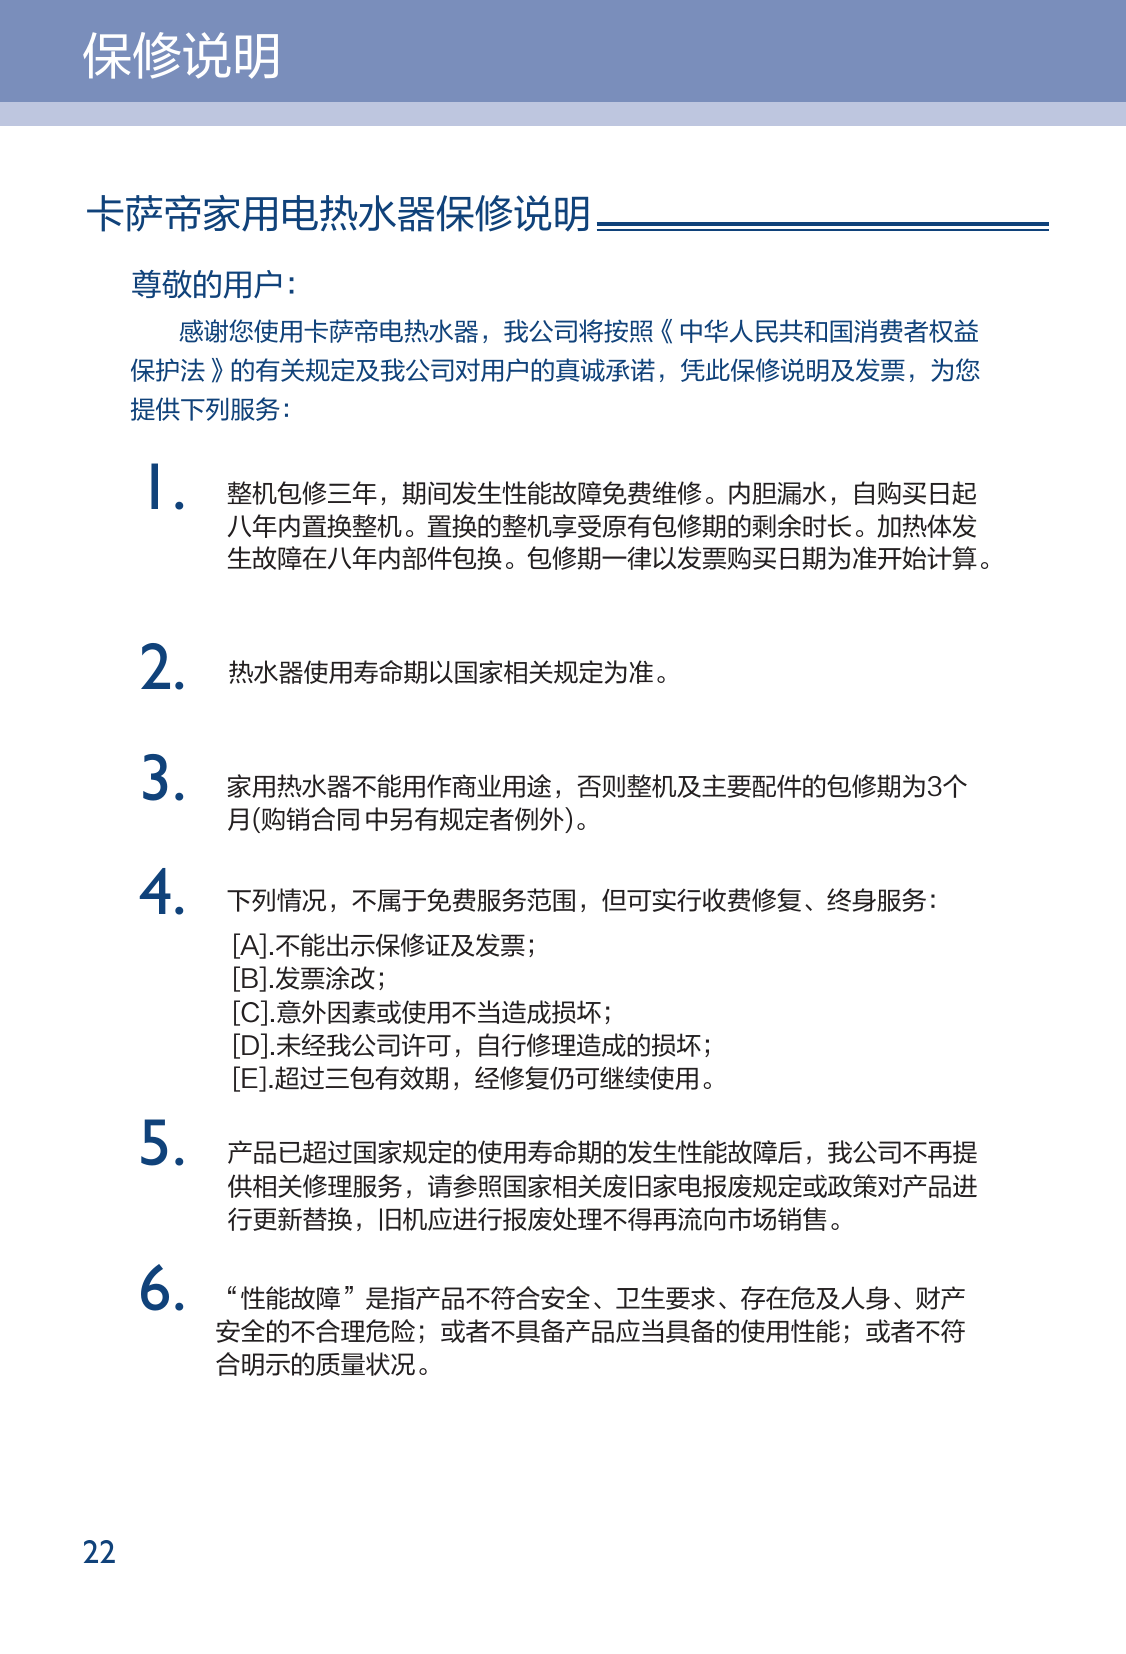 保修说明
卡萨帝家用电热水器保修说明
尊敬的用户：
感谢您使用卡萨帝电热水器，我公司将按照《中华人民共和国消费者权益
保护法》的有关规定及我公司对用户的真诚承诺，凭此保修说明及发票，为您
提供下列服务：
1. 整机包修三年，期间发生性能故障免费维修。内胆漏水，自购买日起
八年内置换整机。置换的整机享受原有包修期的剩余时长。加热体发
生故障在八年内部件包换。包修期一律以发票购买日期为准开始计算。
2. 热水器使用寿命期以国家相关规定为准。
3. 家用热水器不能用作商业用途，否则整机及主要配件的包修期为3个
月(购销合同中另有规定者例外)。
4. 下列情况，不属于免费服务范围，但可实行收费修复、终身服务：
[A].不能出示保修证及发票；
[B].发票涂改；
[C].意外因素或使用不当造成损坏；
[D].未经我公司许可，自行修理造成的损坏；
[E].超过三包有效期，经修复仍可继续使用。
5. 产品已超过国家规定的使用寿命期的发生性能故障后，我公司不再提
供相关修理服务，请参照国家相关废旧家电报废规定或政策对产品进
行更新替换，旧机应进行报废处理不得再流向市场销售。
6. “性能故障”是指产品不符合安全、卫生要求、存在危及人身、财产
安全的不合理危险；或者不具备产品应当具备的使用性能；或者不符
合明示的质量状况。
22